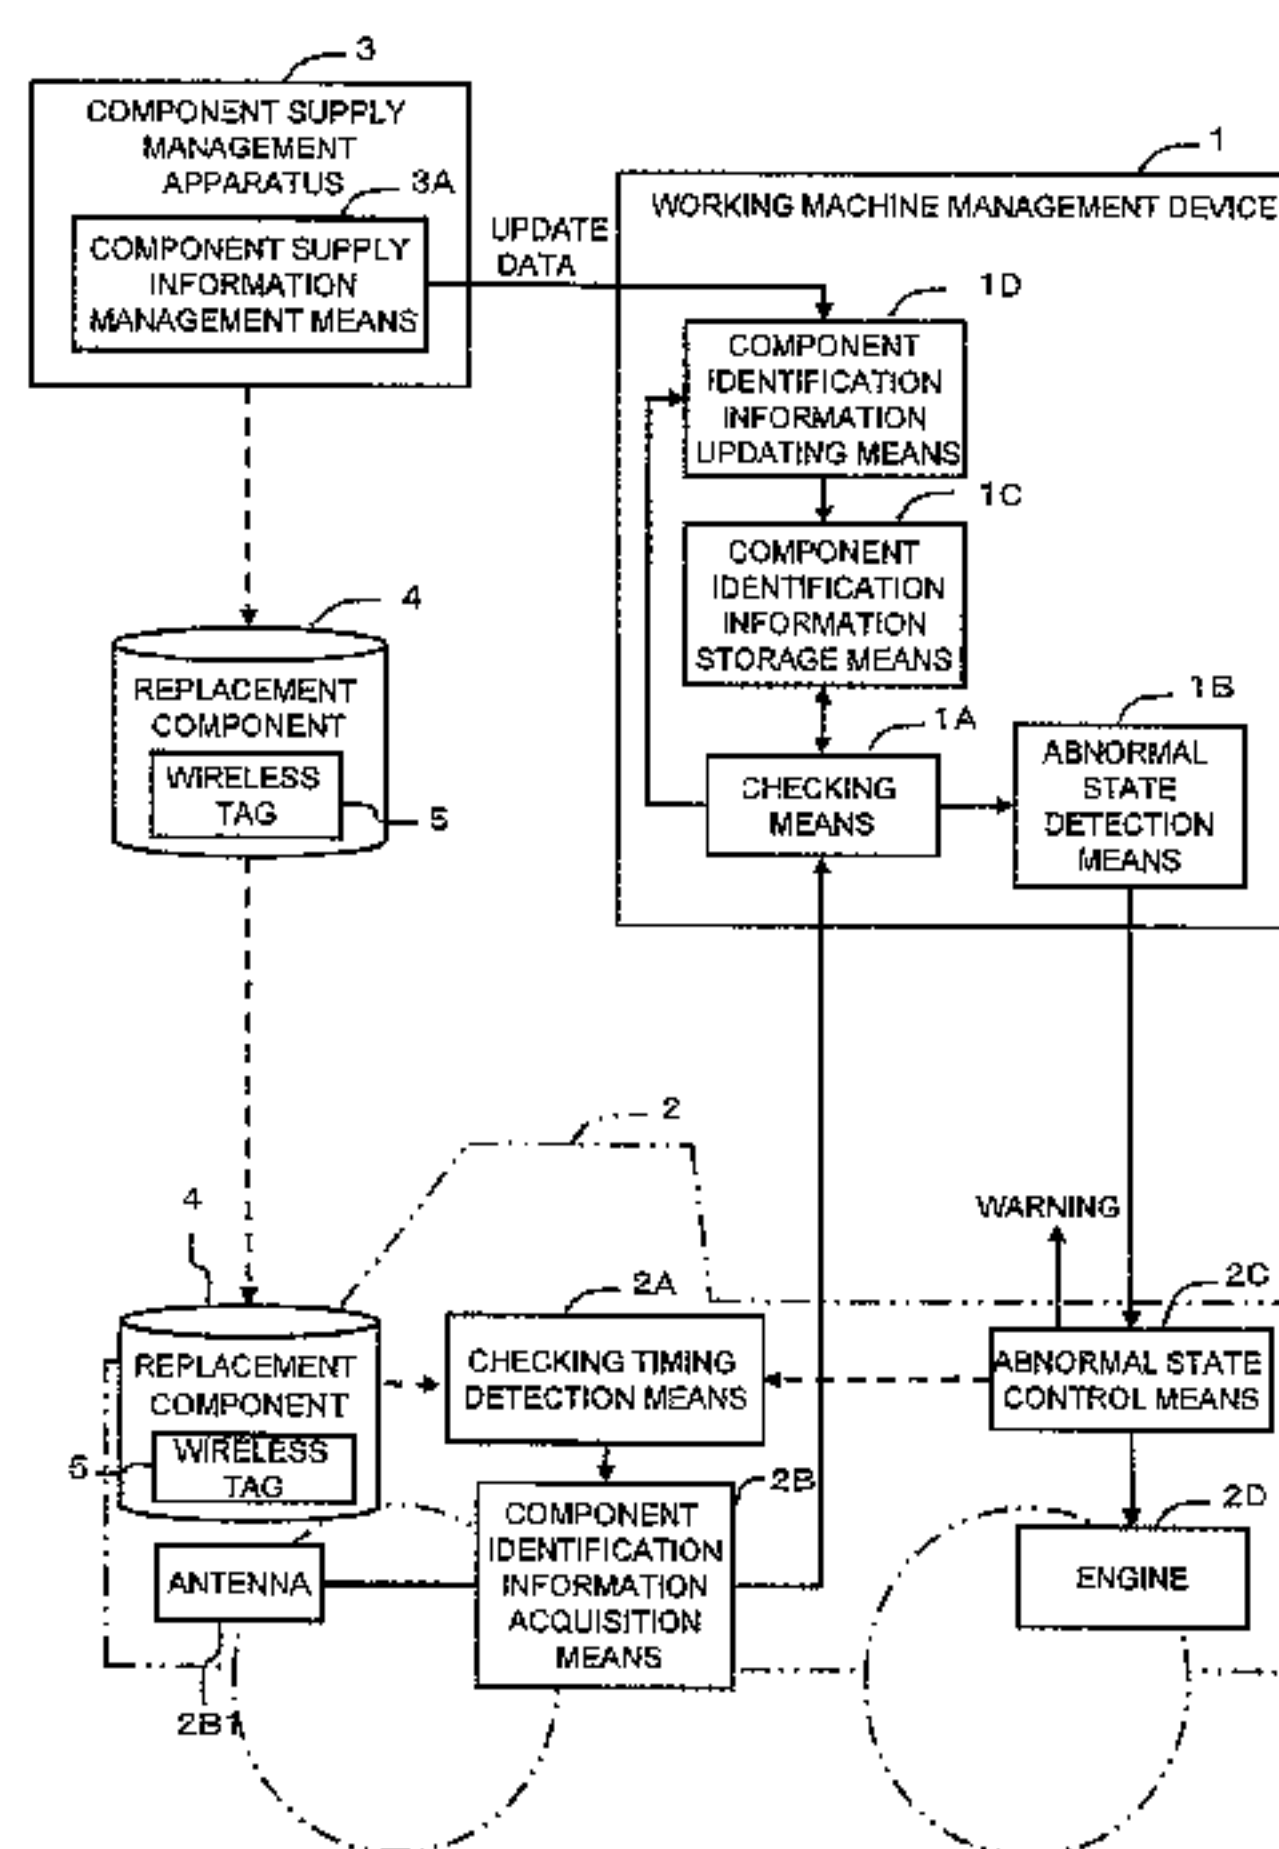 3
COMPONENT SUPPLY
MANAGEMENT
APPARATUS
3A
COMPONENT SUPPLY
INFORMATION
MANAGEMENT MEANS
UPDATE
DATA
1
WORKING MACHINE MANAGEMENT DEVICE
1D
COMPONENT
IDENTIFICATION
INFORMATION
UPDATING MEANS
1C
COMPONENT
IDENTIFICATION
INFORMATION
STORAGE MEANS
4
REPLACEMENT
COMPONENT
WIRELESS
TAG
5
1A
CHECKING
MEANS
1B
ABNORMAL
STATE
DETECTION
MEANS
2
4
REPLACEMENT
COMPONENT
WIRELESS
TAG
5
ANTENNA
2B1
2A
CHECKING TIMING
DETECTION MEANS
2B
COMPONENT
IDENTIFICATION
INFORMATION
ACQUISITION
MEANS
WARNING
2C
ABNORMAL STATE
CONTROL MEANS
2D
ENGINE